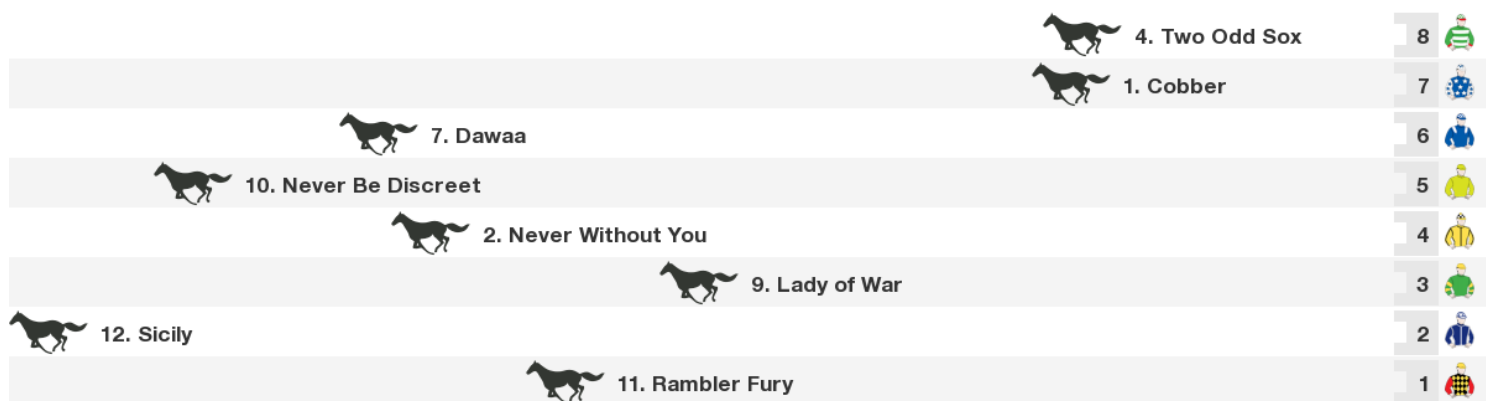 4. Two Odd Sox 8
1. Cobber 7
7. Dawaa 6
10. Never Be Discreet 5
2. Never Without You 4
9. Lady of War 3
12. Sicily 2
11. Rambler Fury 1